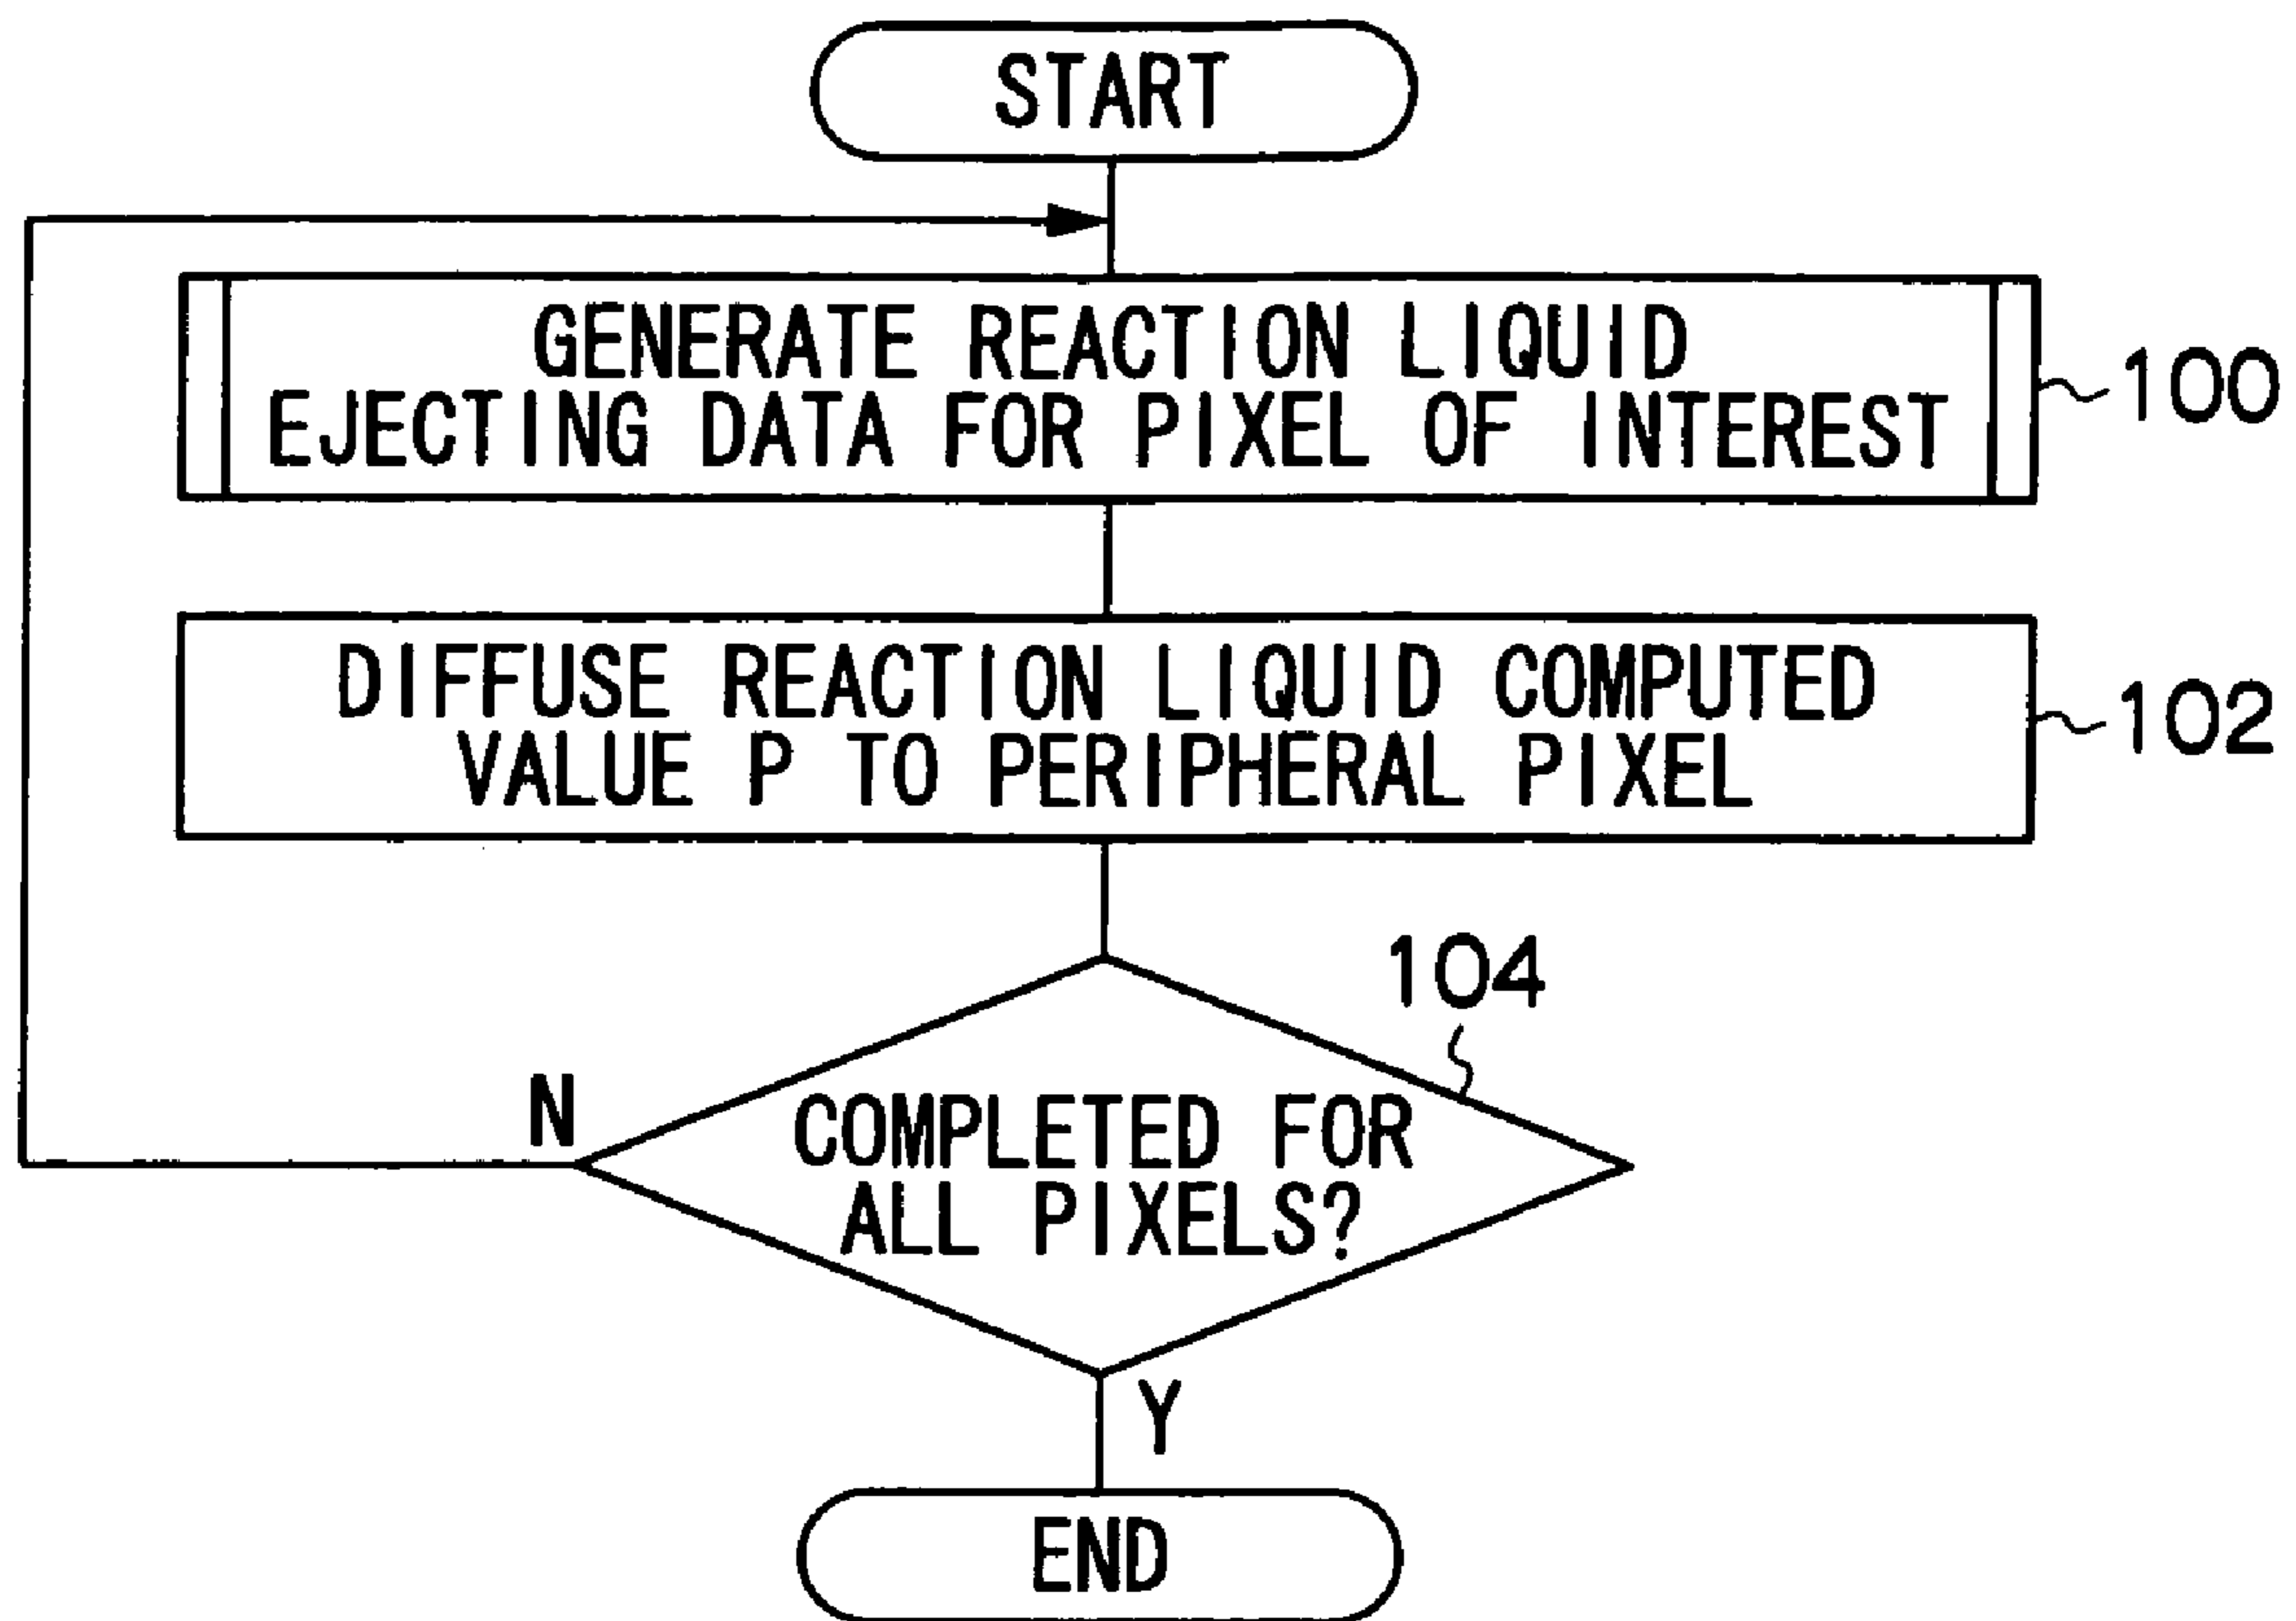 START
GENERATE REACTION LIQUID
EJECTING DATA FOR PIXEL OF INTEREST
100
DIFFUSE REACTION LIQUID COMPUTED
VALUE P TO PERIPHERAL PIXEL
102
104
N
COMPLETED FOR
ALL PIXELS?
Y
END